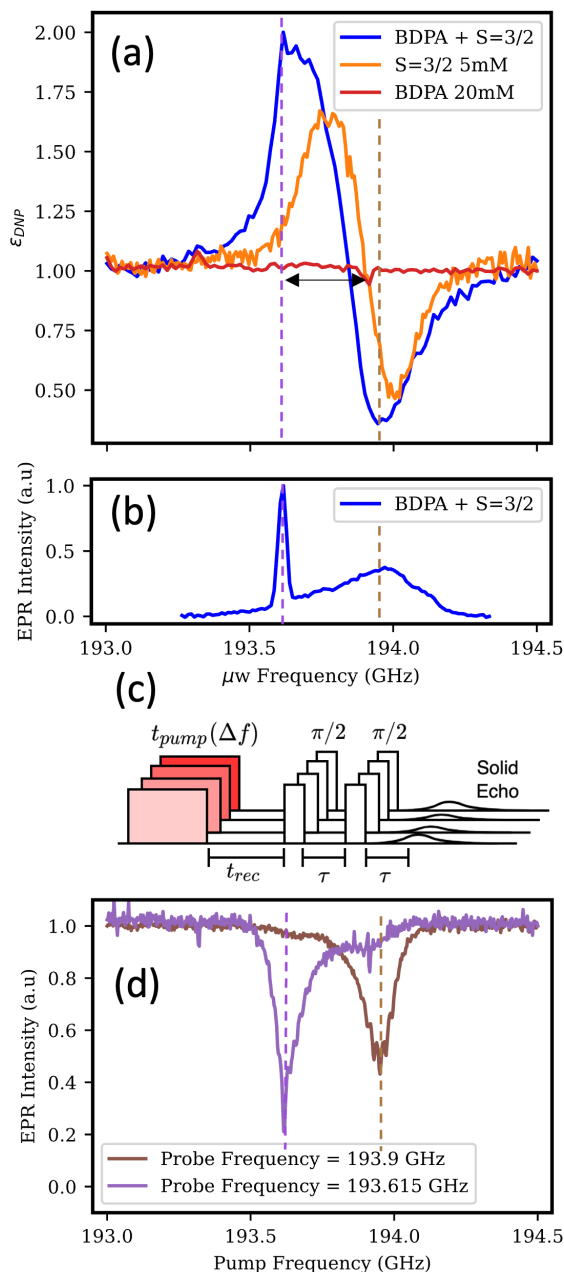 (a)
BDPA + S=3/2
S=3/2 5mM
BDPA 20mM
2.00
1.75
1.50
1.25
1.00
0.75
0.50
ε_DNP
(b)
BDPA + S=3/2
1.0
0.5
0.0
EPR Intensity (a.u)
193.0 193.5 194.0 194.5
μw Frequency (GHz)
(c)
t_pump(Δf) π/2 π/2
Solid
Echo
t_rec τ τ
(d)
1.0
0.8
0.6
0.4
0.2
0.0
EPR Intensity (a.u)
Probe Frequency = 193.9 GHz
Probe Frequency = 193.615 GHz
193.0 193.5 194.0 194.5
Pump Frequency (GHz)